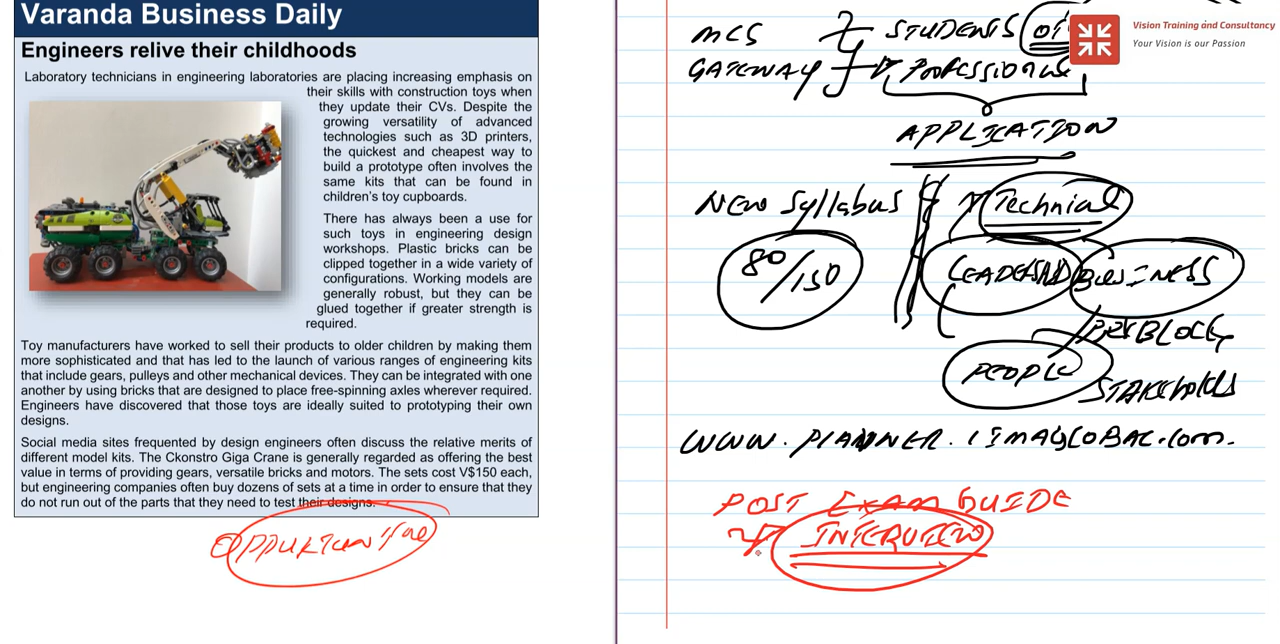 Varanda Business Daily
Engineers relive their childhoods
Laboratory technicians in engineering laboratories are placing increasing emphasis on
their skills with construction toys when
they update their CVs. Despite the
growing versatility of advanced
technologies such as 3D printers,
the quickest and cheapest way to
build a prototype often involves the
same kits that can be found in
children's toy cupboards.
There has always been a use for
such toys in engineering design
workshops. Plastic bricks can be
clipped together in a wide variety of
configurations. Working models are
generally robust, but they can be
glued together if greater strength is
required.
Toy manufacturers have worked to sell their products to older children by making them
more sophisticated and that has led to the launch of various ranges of engineering kits
that include gears, pulleys and other mechanical devices. They can be integrated with one
another by using bricks that are designed to place free-spinning axles wherever required.
Engineers have discovered that those toys are ideally suited to prototyping their own
designs.
Social media sites frequented by design engineers often discuss the relative merits of
different model kits. The Ckonstro Giga Crane is generally regarded as offering the best
value in terms of providing gears, versatile bricks and motors. The sets cost V$150 each,
but engineering companies often buy dozens of sets at a time in order to ensure that they
do not run out of the parts that they need to test their designs.
Vision Training and Consultancy
Your Vision is our Passion
MCS STUDENTS
GATEWAY PROFESSIONALS
APPLICATION
New Syllabus Technical
80/150 LEADERSHIP BUSINESS
PEOPLE
STAKEHOLDS
POST EXAM GUIDE
INTERVIEW